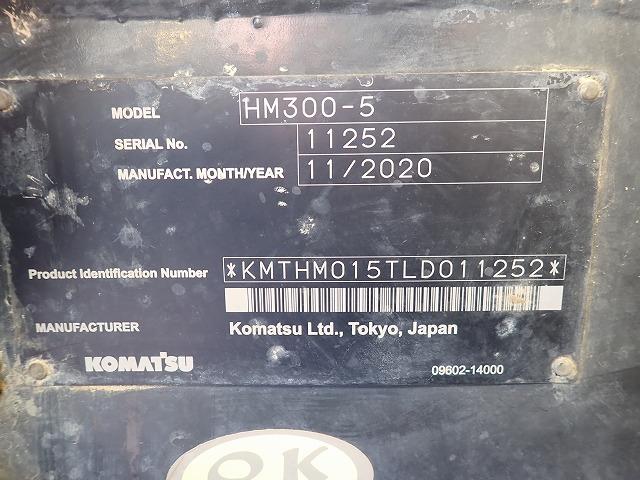 MODEL HM300-5
SERIAL No. 11252
MANUFACT. MONTH/YEAR 11/2020
Product Identification Number *KMTHM015TLD011252*
MANUFACTURER Komatsu Ltd., Tokyo, Japan
KOMATSU 09602-14000
OK